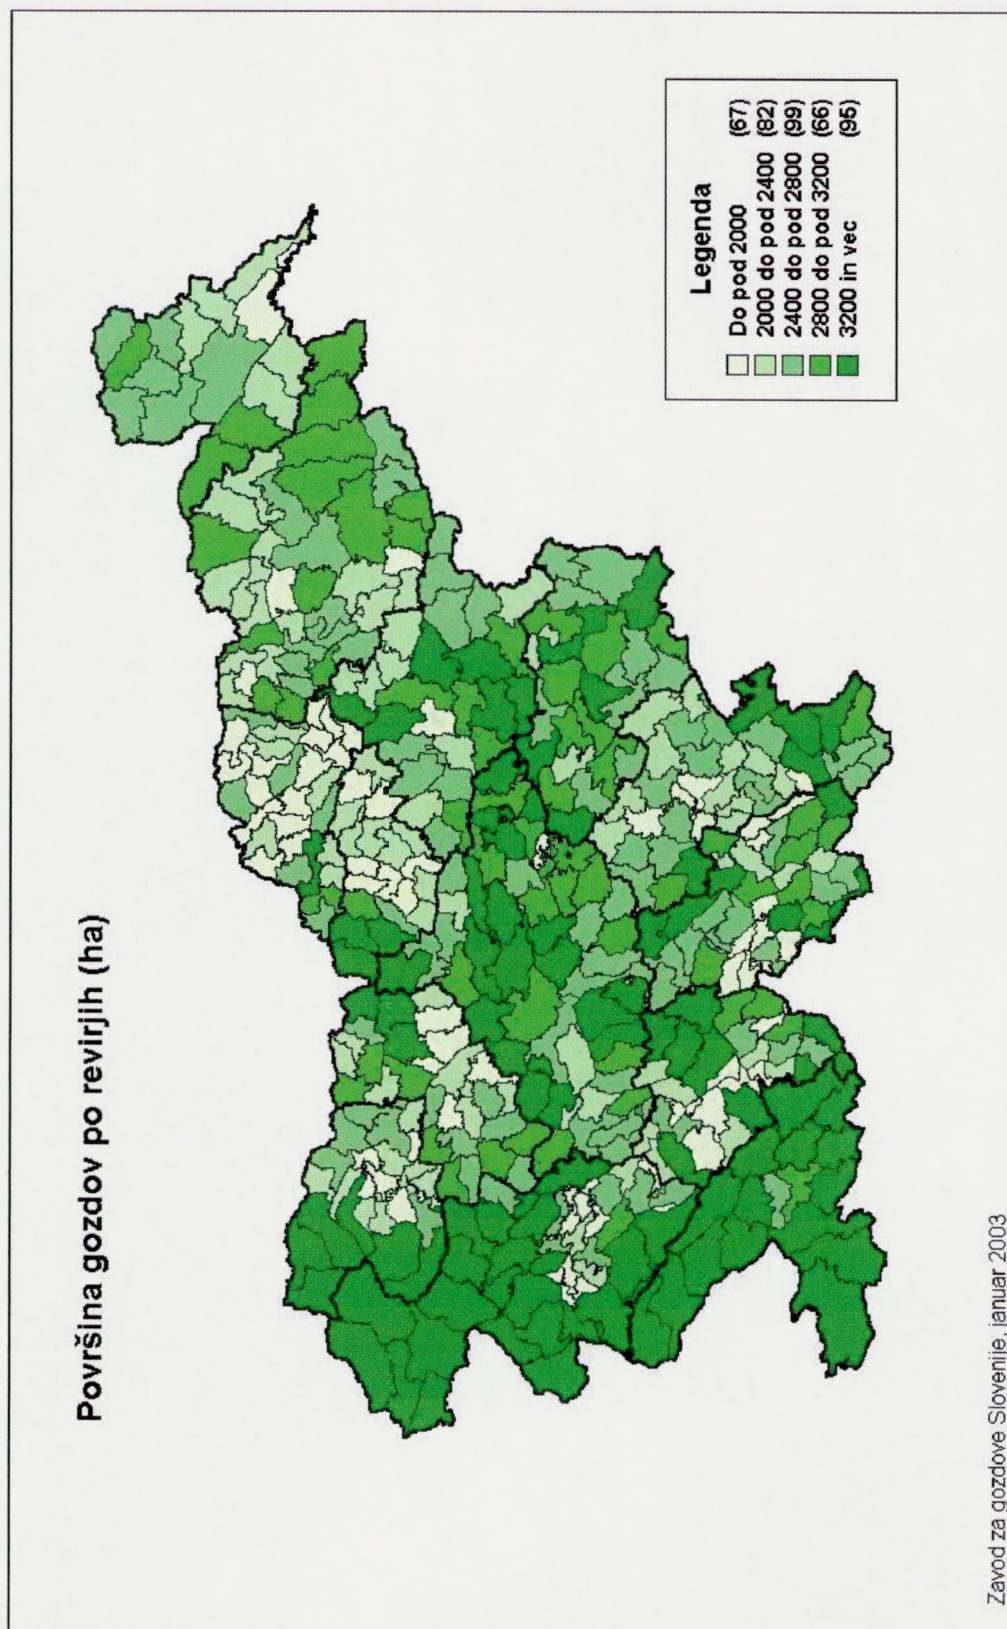 Površina gozdov po revirjih (ha)
Legenda
Do pod 2000 (67)
2000 do pod 2400 (82)
2400 do pod 2800 (99)
2800 do pod 3200 (66)
3200 in vec (95)
Zavod za gozdove Slovenije, januar 2003